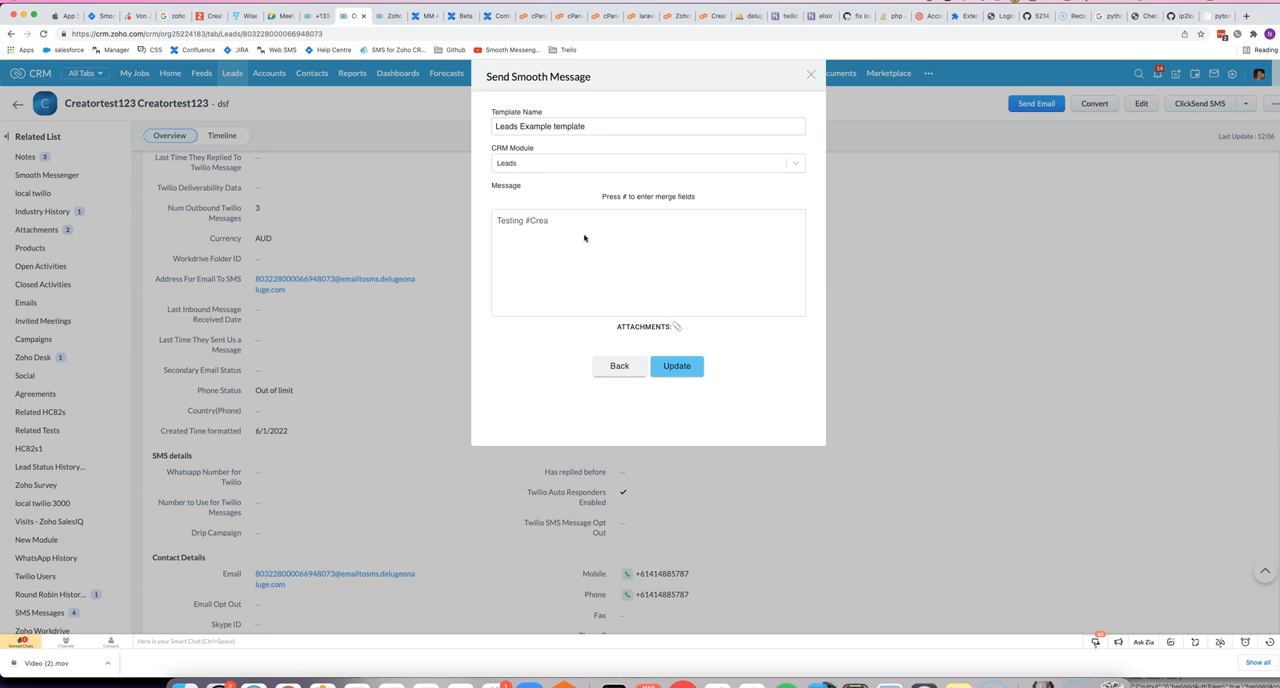 https://crm.zoho.com/crm/org25224183/tab/Leads/803228000066948073
Apps
salesforce
Manager
CSS
Confluence
JIRA
Web SMS
Help Centre
SMS for Zoho CR...
Github
Smooth Messeng...
Trello
Reading
CRM
All Tabs
My Jobs
Home
Feeds
Leads
Accounts
Contacts
Reports
Dashboards
Forecasts
Marketplace
Creatortest123 Creatortest123 - dsf
Send Email
Convert
Edit
ClickSend SMS
Related List
Overview
Timeline
Last Update : 12:06
Notes 3
Smooth Messenger
local twilio
Industry History 1
Attachments 2
Products
Open Activities
Closed Activities
Emails
Invited Meetings
Campaigns
Zoho Desk 1
Social
Agreements
Related HC82s
Related Tests
HC82s1
Lead Status History...
Zoho Survey
local twilio 3000
Visits - Zoho SalesIQ
New Module
WhatsApp History
Twilio Users
Round Robin Histor... 1
SMS Messages 4
Zoho Workdrive
Last Time They Replied To
Twilio Message
Twilio Deliverability Data
Num Outbound Twilio
Messages
3
Currency
AUD
Workdrive Folder ID
Address For Email To SMS
803228000066948073@emailtosms.delugeona
luge.com
Last Inbound Message
Received Date
Last Time They Sent Us a
Message
Secondary Email Status
Phone Status
Out of limit
Country(Phone)
Created Time formatted
6/1/2022
SMS details
Whatsapp Number for
Twilio
Number to Use for Twilio
Messages
Drip Campaign
Has replied before
Twilio Auto Responders
Enabled
Twilio SMS Message Opt
Out
Contact Details
Email
803228000066948073@emailtosms.delugeona
luge.com
Email Opt Out
Skype ID
Mobile
+61414885787
Phone
+61414885787
Fax
Send Smooth Message
Template Name
Leads Example template
CRM Module
Leads
Message
Press # to enter merge fields
Testing #Crea
ATTACHMENTS:
Back
Update
Unread Chats
Channels
Contacts
Here is your Smart Chat (Ctrl+Space)
Ask Zia
Video (2).mov
Show all